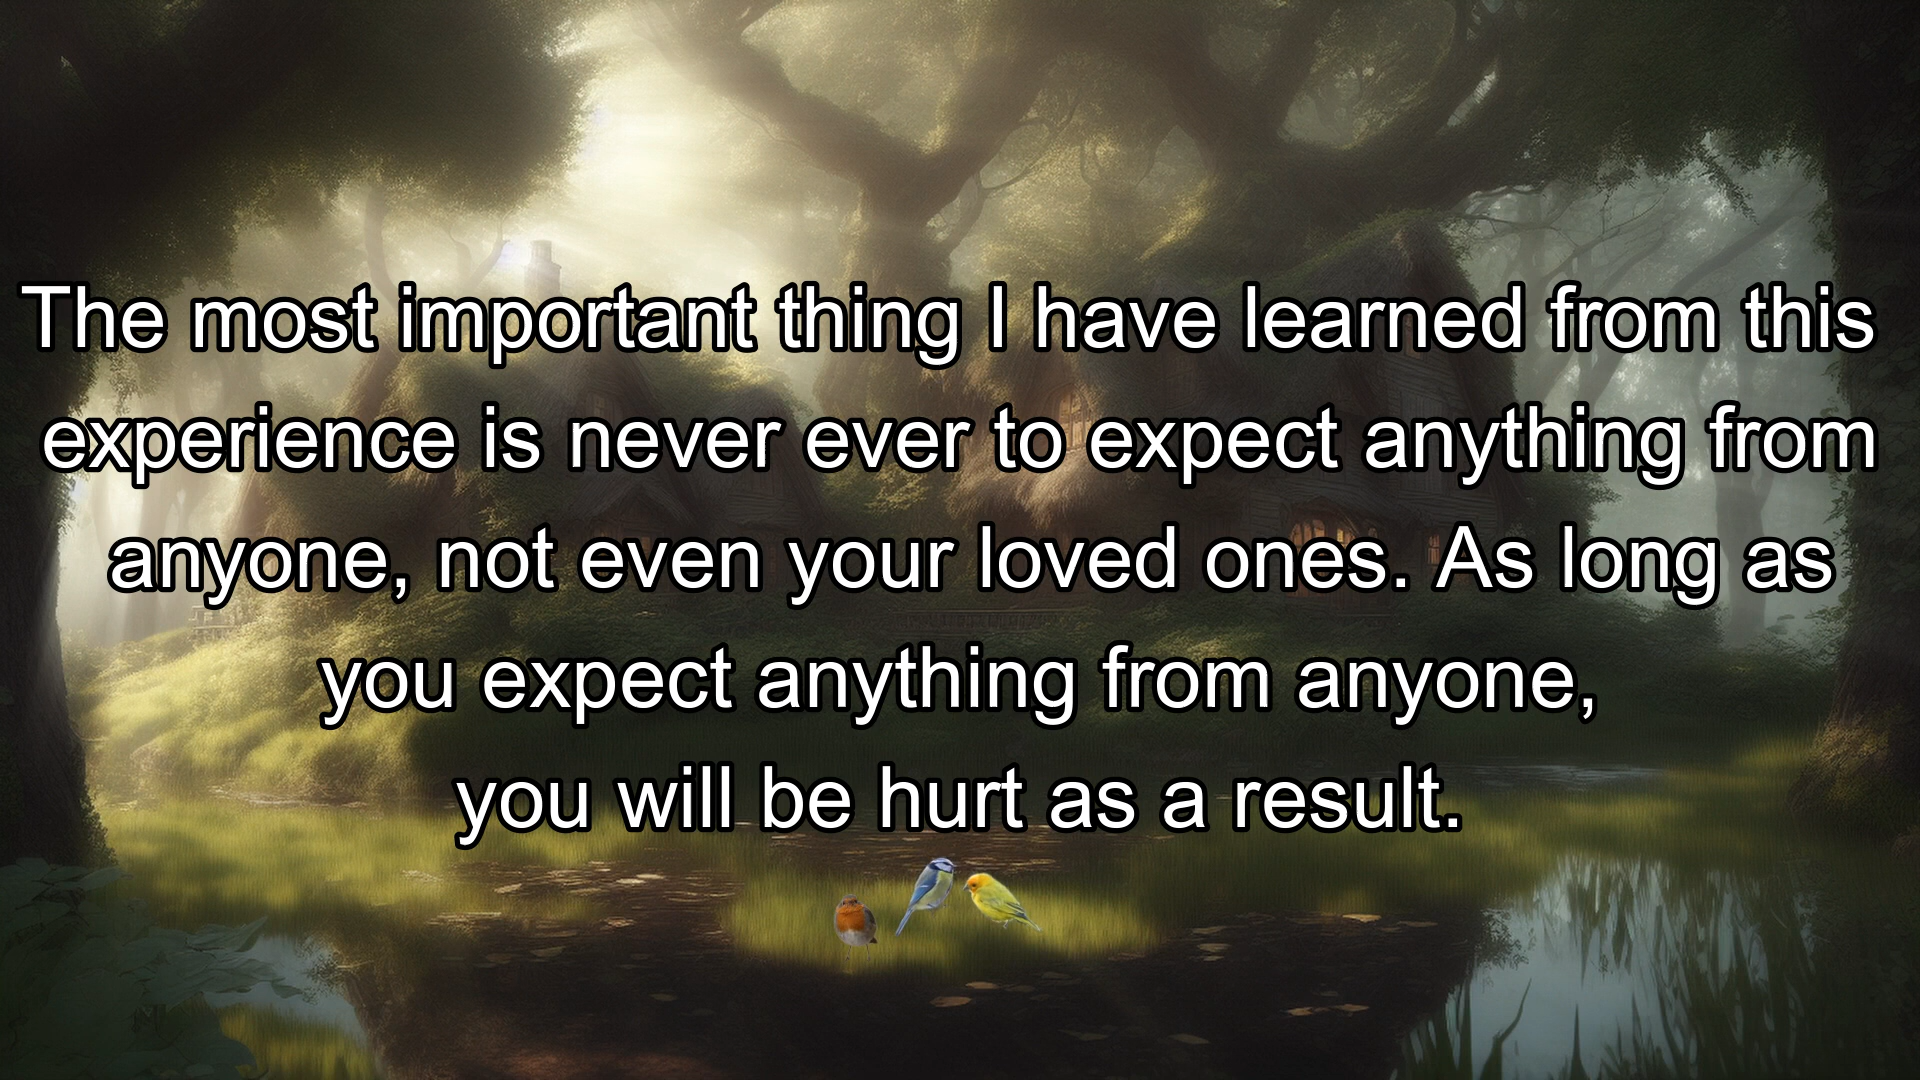 The most important thing I have learned from this
experience is never ever to expect anything from
anyone, not even your loved ones. As long as
you expect anything from anyone,
you will be hurt as a result.